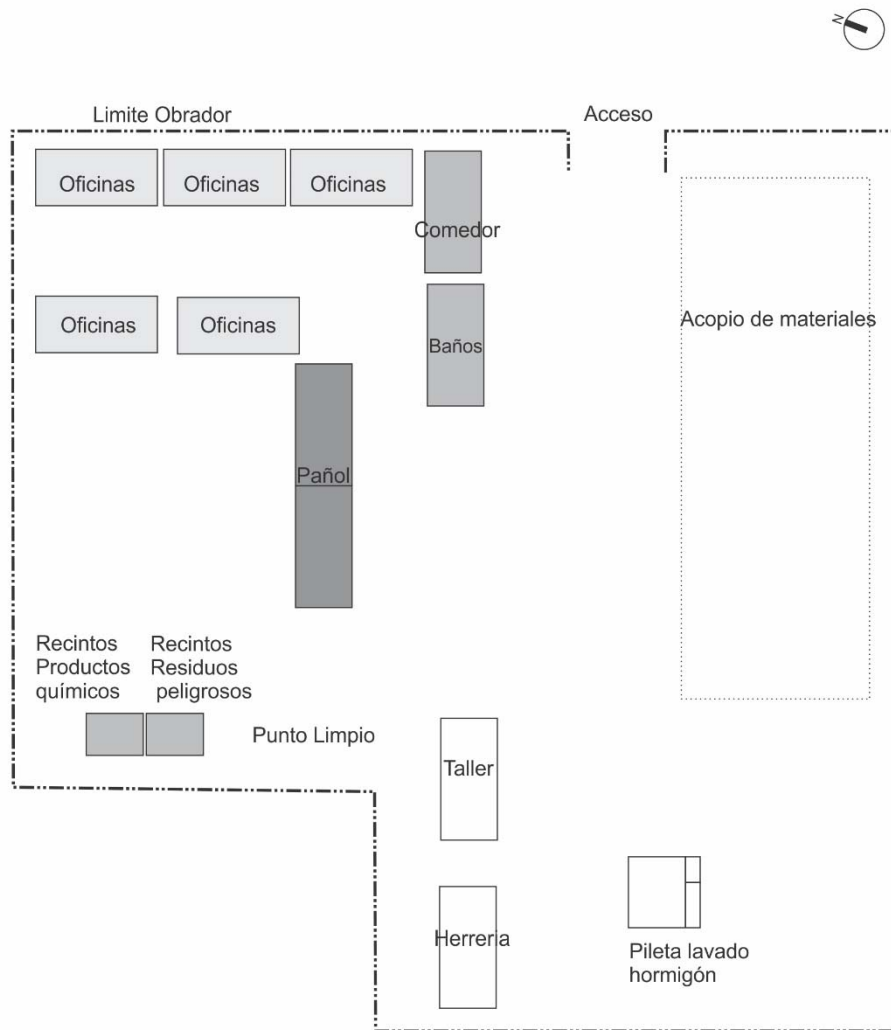 N
Limite Obrador
Acceso
Oficinas
Oficinas
Oficinas
Comedor
Oficinas
Oficinas
Baños
Acopio de materiales
Pañol
Recintos
Productos
químicos
Recintos
Residuos
peligrosos
Punto Limpio
Taller
Herreria
Pileta lavado
hormigón